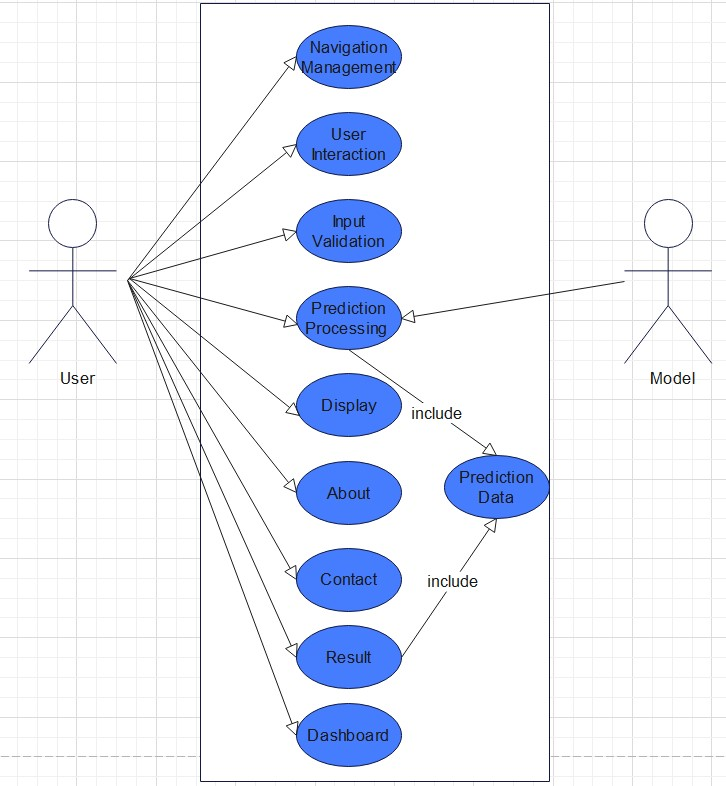 Navigation
Management
User
Interaction
Input
Validation
Prediction
Processing
User
Model
Display
include
Prediction
Data
About
Contact
include
Result
Dashboard